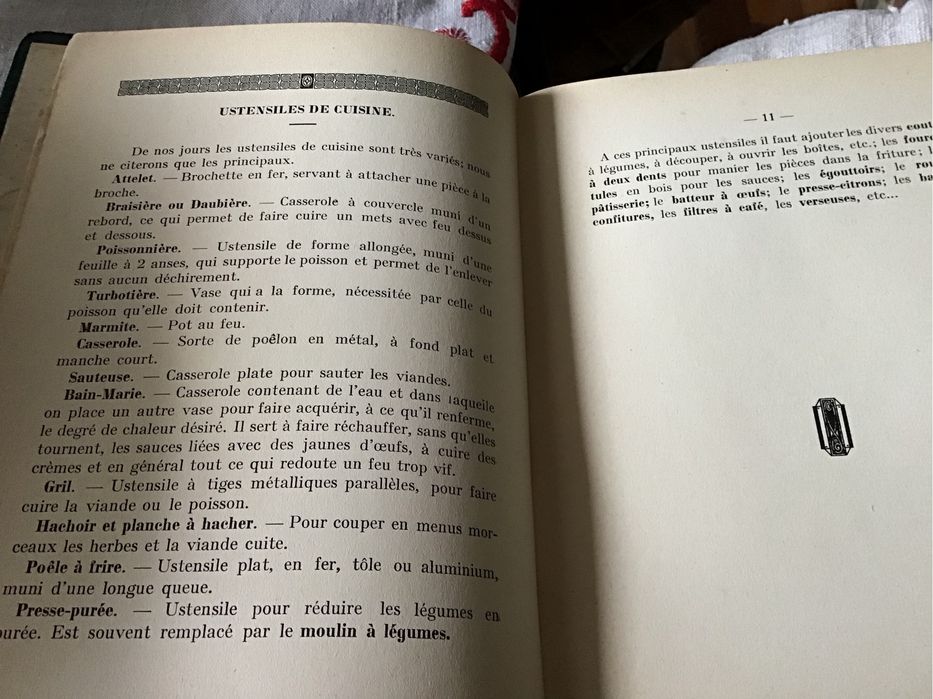 USTENSILES DE CUISINE.
De nos jours les ustensiles de cuisine sont très variés; nous
ne citerons que les principaux.
Attelet. — Brochette en fer, servant à attacher une pièce à la
broche.
Braisière ou Daubière. — Casserole à couvercle muni d'un
rebord, ce qui permet de faire cuire un mets avec feu dessus
et dessous.
Poissonnière. — Ustensile de forme allongée, muni d'une
feuille à 2 anses, qui supporte le poisson et permet de l'enlever
sans aucun déchirement.
Turbotière. — Vase qui a la forme, nécessitée par celle du
poisson qu'elle doit contenir.
Marmite. — Pot au feu.
Casserole. — Sorte de poêlon en métal, à fond plat et
manche court.
Sauteuse. — Casserole plate pour sauter les viandes.
Bain-Marie. — Casserole contenant de l'eau et dans laquelle
on place un autre vase pour faire acquérir, à ce qu'il renferme,
le degré de chaleur désiré. Il sert à faire réchauffer, sans qu'elles
tournent, les sauces liées avec des jaunes d'œufs, à cuire des
crèmes et en général tout ce qui redoute un feu trop vif.
Gril. — Ustensile à tiges métalliques parallèles, pour faire
cuire la viande ou le poisson.
Hachoir et planche à hacher. — Pour couper en menus mor-
ceaux les herbes et la viande cuite.
Poêle à frire. — Ustensile plat, en fer, tôle ou aluminium,
muni d'une longue queue.
Presse-purée. — Ustensile pour réduire les légumes en
purée. Est souvent remplacé par le moulin à légumes.
— 11 —
A ces principaux ustensiles il faut ajouter les divers
à légumes, à découper, à ouvrir les boîtes, etc.; les
à deux dents pour manier les pièces dans la friture;
tules en bois pour les sauces; les égouttoirs; le
pâtisserie; le batteur à œufs; le presse-citrons; les
confitures, les filtres à café, les verseuses, etc...